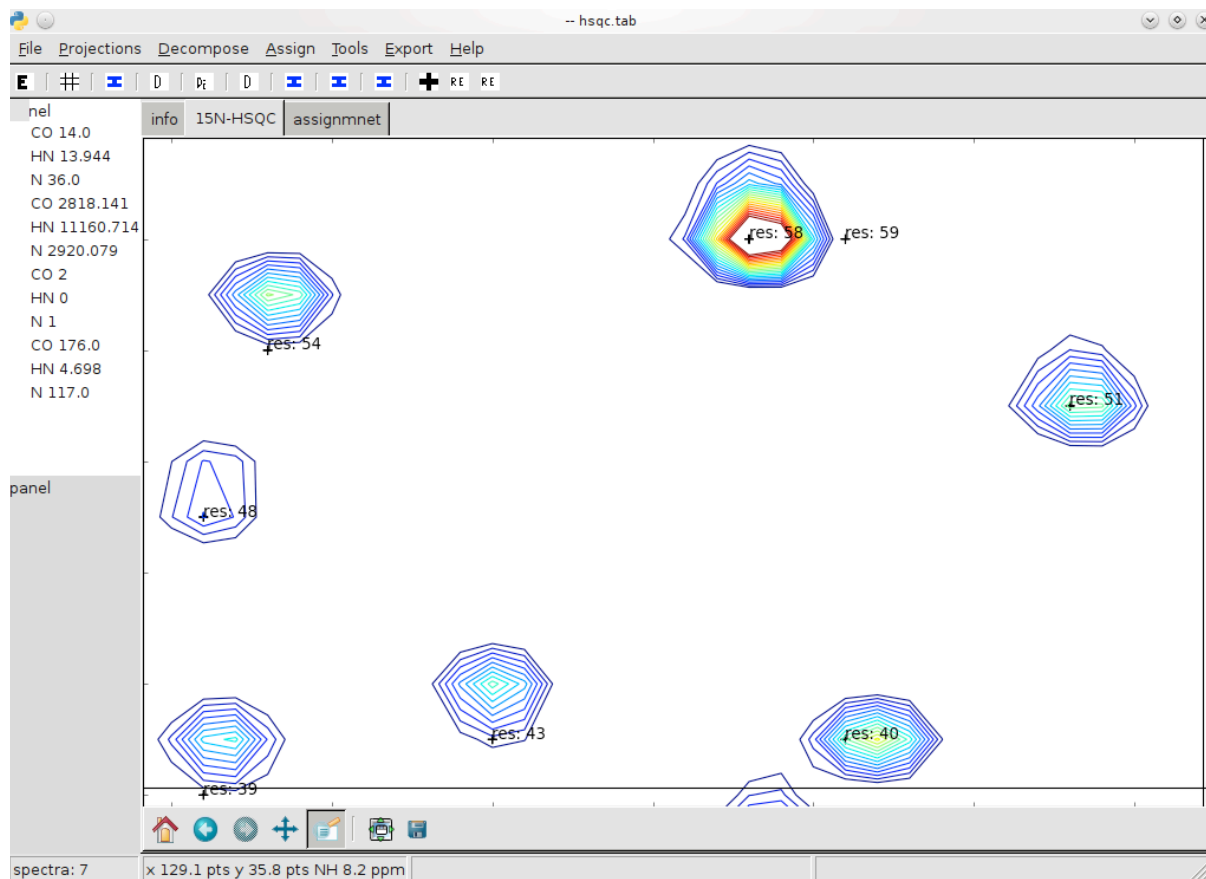 -- hsqc.tab
File Projections Decompose Assign Tools Export Help
E D D RE RE
nel
CO 14.0
HN 13.944
N 36.0
CO 2818.141
HN 11160.714
N 2920.079
CO 2
HN 0
N 1
CO 176.0
HN 4.698
N 117.0
panel
info 15N-HSQC assignmnet
res: 58 res: 59
res: 54
res: 51
res: 48
res: 43 res: 40
res: 39
spectra: 7 x 129.1 pts y 35.8 pts NH 8.2 ppm